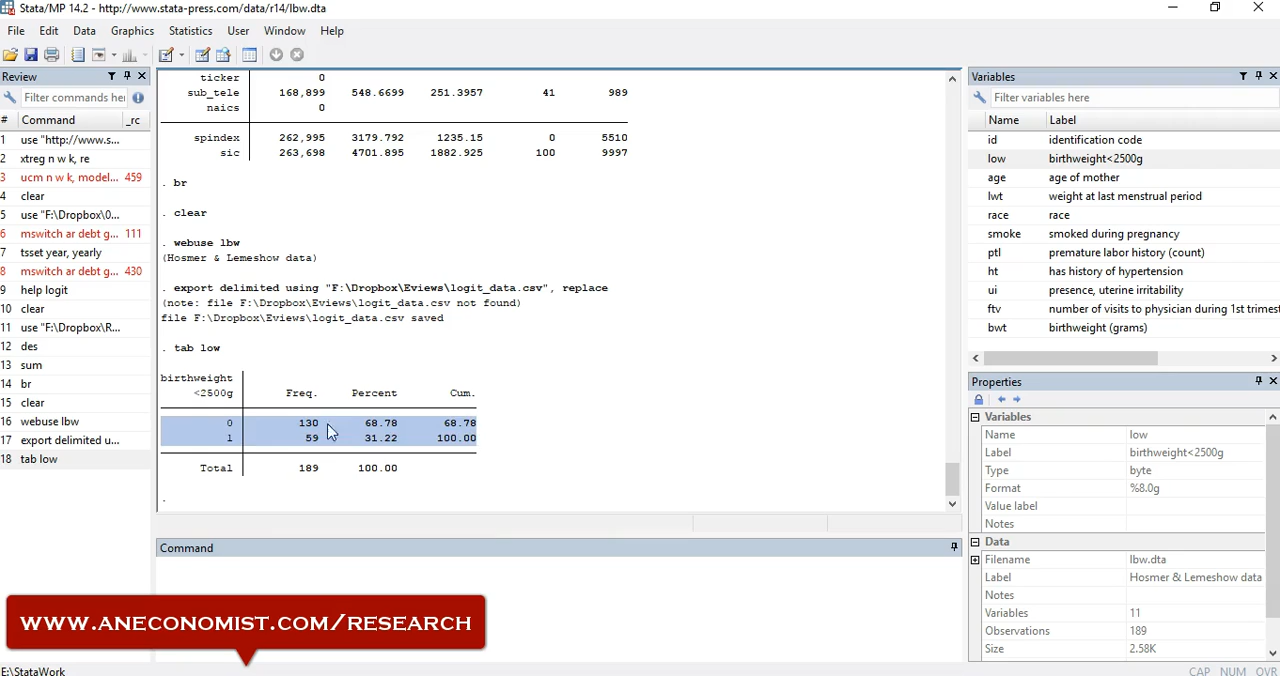 Stata/MP 14.2 - http://www.stata-press.com/data/r14/lbw.dta
File Edit Data Graphics Statistics User Window Help
Review
Filter commands her
# Command _rc
1 use "http://www.s...
2 xtreg n w k, re
3 ucm n w k, model... 459
4 clear
5 use "F:\Dropbox\0...
6 mswitch ar debt g... 111
7 tsset year, yearly
8 mswitch ar debt g... 430
9 help logit
10 clear
11 use "F:\Dropbox\R...
12 des
13 sum
14 br
15 clear
16 webuse lbw
17 export delimited u...
18 tab low
ticker 0
sub_tele 168,899 548.6699 251.3957 41 989
naics 0
spindex 262,995 3179.792 1235.15 0 5510
sic 263,698 4701.895 1882.925 100 9997
. br
. clear
. webuse lbw
(Hosmer & Lemeshow data)
. export delimited using "F:\Dropbox\Eviews\logit_data.csv", replace
(note: file F:\Dropbox\Eviews\logit_data.csv not found)
file F:\Dropbox\Eviews\logit_data.csv saved
. tab low
birthweight
<2500g Freq. Percent Cum.
0 130 68.78 68.78
1 59 31.22 100.00
Total 189 100.00
.
Command
Variables
Filter variables here
Name Label
id identification code
low birthweight<2500g
age age of mother
lwt weight at last menstrual period
race race
smoke smoked during pregnancy
ptl premature labor history (count)
ht has history of hypertension
ui presence, uterine irritability
ftv number of visits to physician during 1st trimest
bwt birthweight (grams)
Properties
Variables
Name low
Label birthweight<2500g
Type byte
Format %8.0g
Value label
Notes
Data
Filename lbw.dta
Label Hosmer & Lemeshow data
Notes
Variables 11
Observations 189
Size 2.58K
WWW.ANECONOMIST.COM/RESEARCH
E:\StataWork
CAP NUM OVR